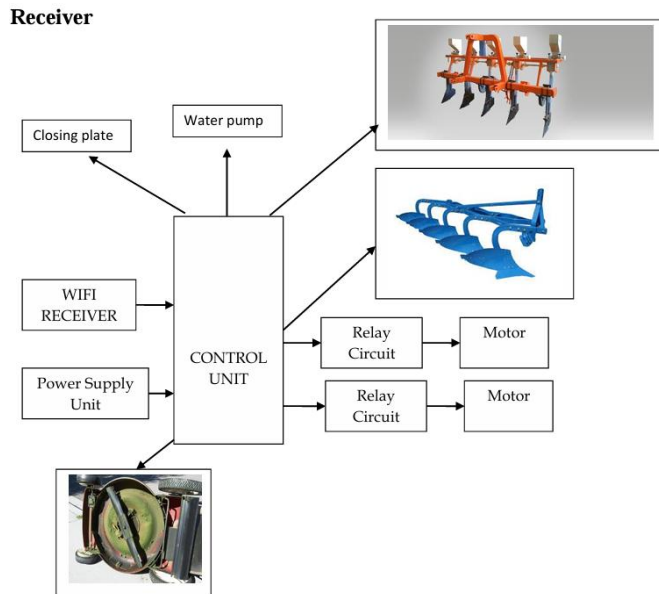 Receiver
Closing plate
Water pump
WIFI
RECEIVER
Power Supply
Unit
CONTROL
UNIT
Relay
Circuit
Motor
Relay
Circuit
Motor